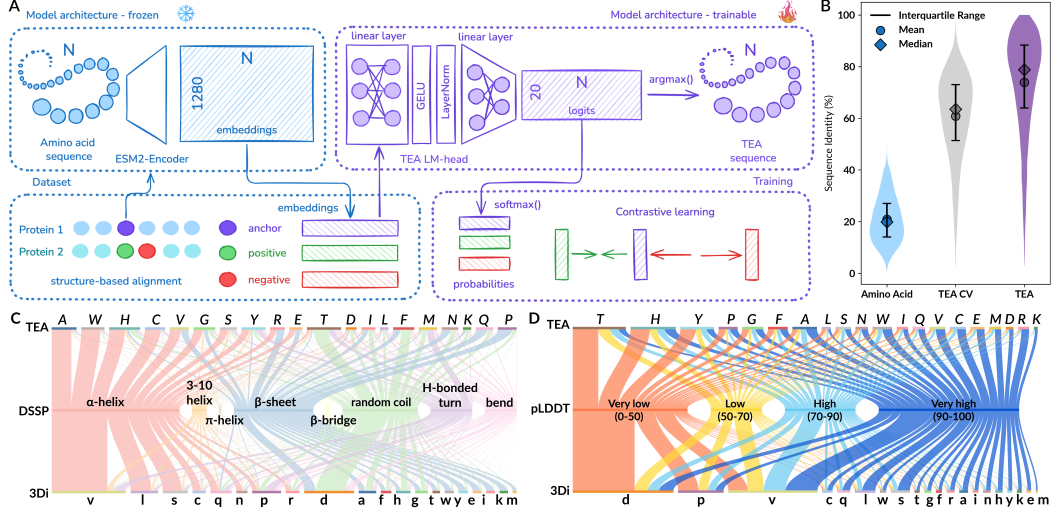 A
Model architecture - frozen
Model architecture - trainable
N
1280
N
embeddings
Amino acid
sequence
ESM2-Encoder
linear layer
GELU
LayerNorm
linear layer
TEA LM-head
20
N
logits
argmax()
N
TEA
sequence
Dataset
Protein 1
Protein 2
structure-based alignment
anchor
positive
negative
embeddings
Training
softmax()
probabilities
Contrastive learning
B
Interquartile Range
Mean
Median
Sequence Identity (%)
100
80
60
40
20
0
Amino Acid
TEA CV
TEA
C
TEA
A W H C V G S Y R E T D I L F M N K Q P
DSSP
α-helix
3-10
helix
π-helix
β-sheet
β-bridge
random coil
H-bonded
turn
bend
3Di
v l s c q n p r d a f h g t w y e i k m
D
TEA
T H Y P G F A L S N W I Q V C E M D R K
pLDDT
Very low
(0-50)
Low
(50-70)
High
(70-90)
Very high
(90-100)
3Di
d p v c q l w s t g f r a i n h y k e m